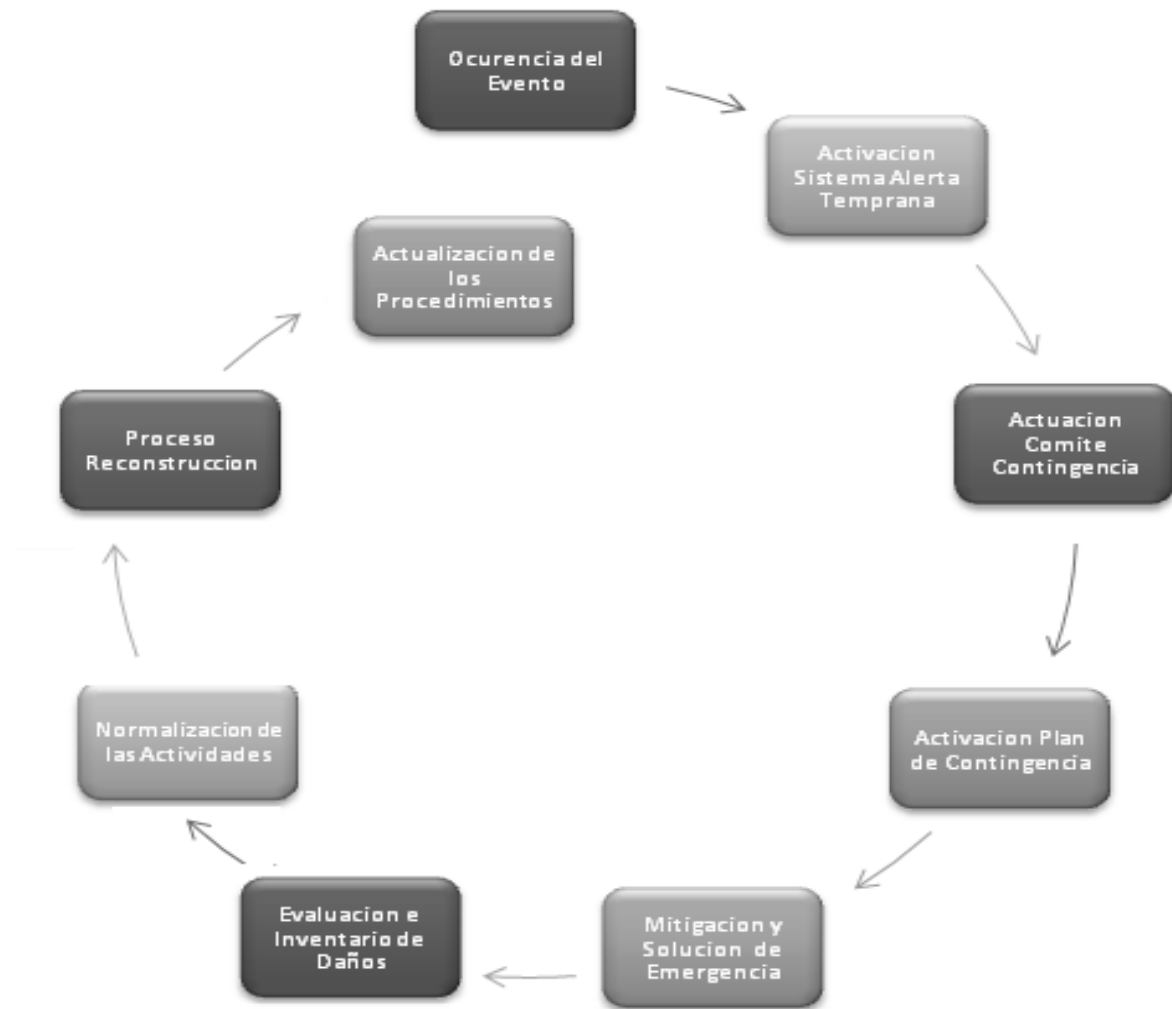 Ocurencia del
Evento
Activacion
Sistema Alerta
Temprana
Actuacion
Comite
Contingencia
Activacion Plan
de Contingencia
Mitigacion y
Solucion de
Emergencia
Evaluacion e
Inventario de
Daños
Normalizacion de
las Actividades
Proceso
Reconstruccion
Actualizacion de
los
Procedimientos